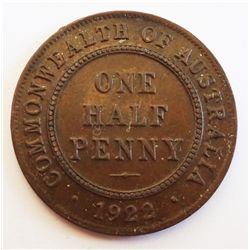 COMMONWEALTH OF AUSTRALIA
ONE
HALF
PENNY
· 1922 ·